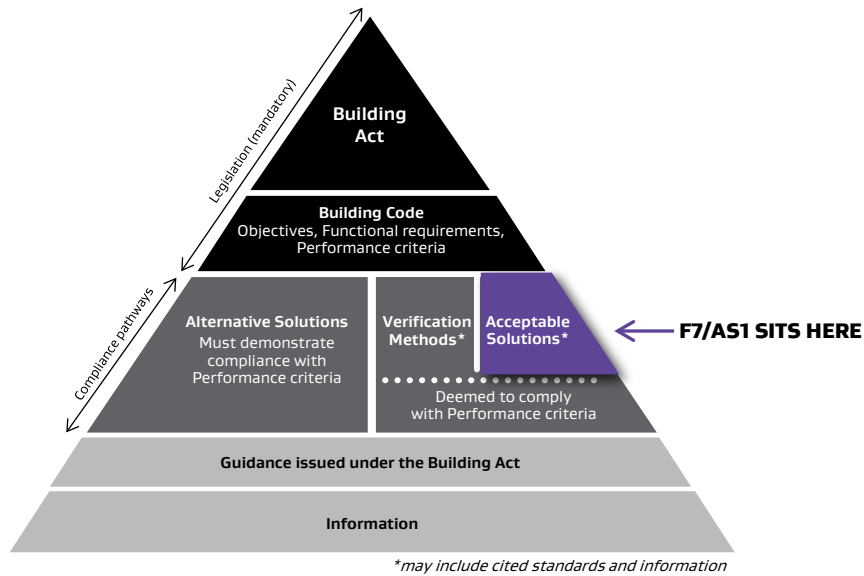 Legislation (mandatory)
Building
Act
Building Code
Objectives, Functional requirements,
Performance criteria
Compliance pathways
Alternative Solutions
Must demonstrate
compliance with
Performance criteria
Verification
Methods*
Acceptable
Solutions*
F7/AS1 SITS HERE
Deemed to comply
with Performance criteria
Guidance issued under the Building Act
Information
*may include cited standards and information